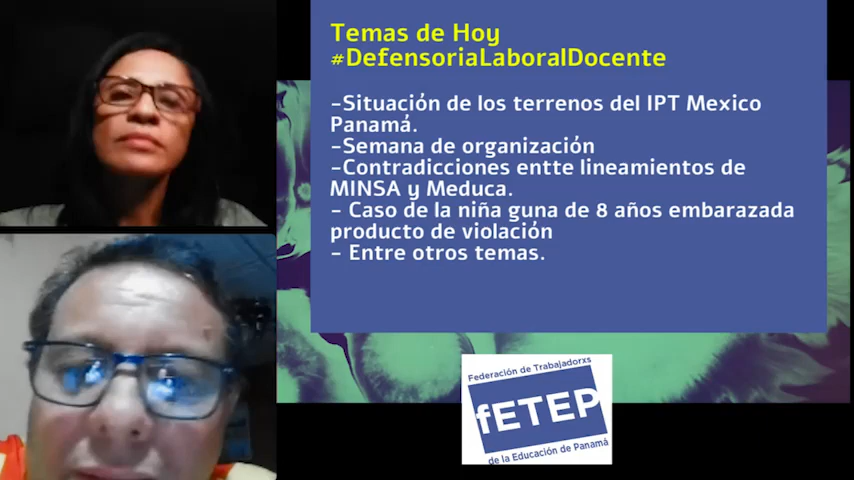 Temas de Hoy
#DefensoriaLaboralDocente
-Situación de los terrenos del IPT Mexico
Panamá.
-Semana de organización
-Contradicciones entte lineamientos de
MINSA y Meduca.
- Caso de la niña guna de 8 años embarazada
producto de violación
- Entre otros temas.
Federación de Trabajadorxs
fETEP
de la Educación de Panamá